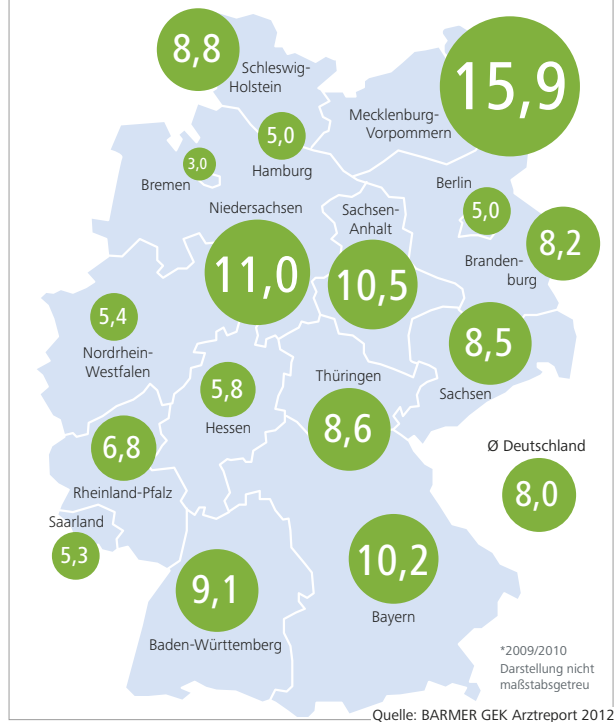 8,8
Schleswig-
Holstein
15,9
Mecklenburg-
Vorpommern
5,0
Hamburg
3,0
Bremen
Berlin
5,0
8,2
Branden-
burg
Niedersachsen
11,0
Sachsen-
Anhalt
10,5
5,4
Nordrhein-
Westfalen
8,5
Sachsen
5,8
Hessen
Thüringen
8,6
6,8
Rheinland-Pfalz
Ø Deutschland
8,0
Saarland
5,3
9,1
Baden-Württemberg
10,2
Bayern
*2009/2010
Darstellung nicht
maßstabsgetreu
Quelle: BARMER GEK Arztreport 2012